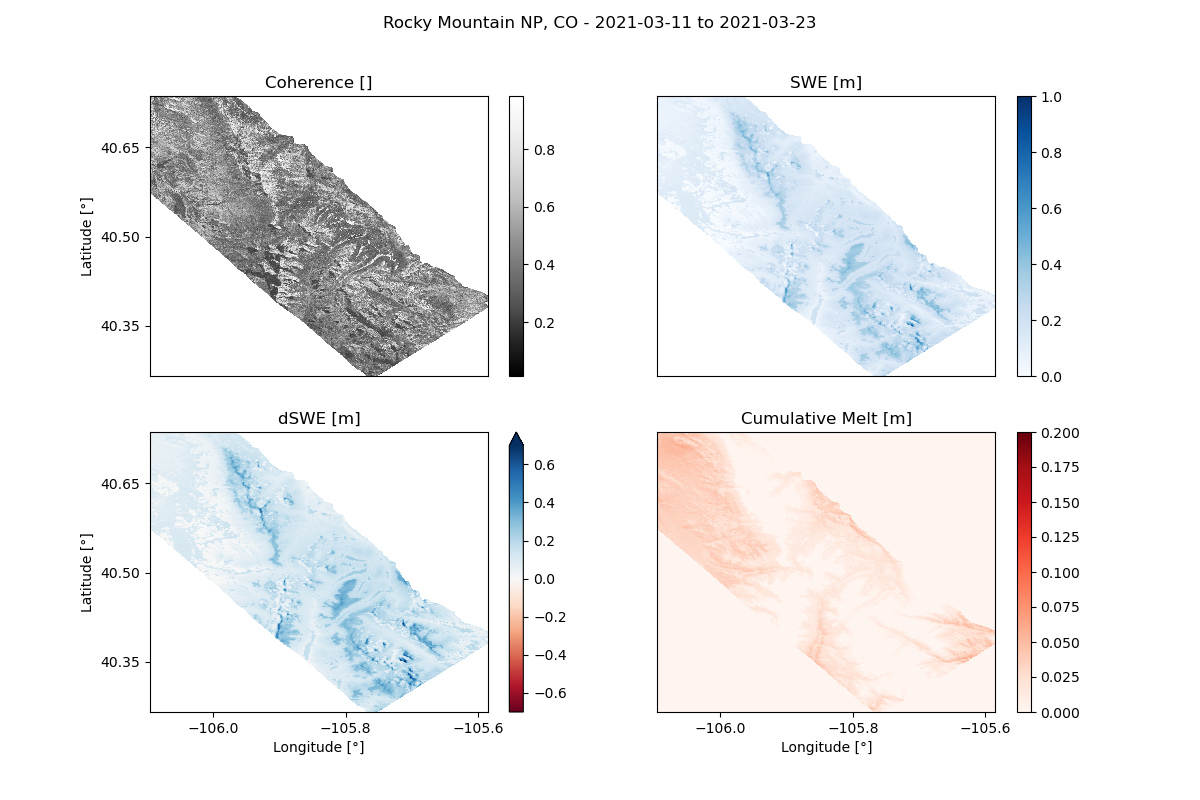 Rocky Mountain NP, CO - 2021-03-11 to 2021-03-23
Coherence []
SWE [m]
40.65
40.50
40.35
Latitude [°]
0.8
0.6
0.4
0.2
1.0
0.8
0.6
0.4
0.2
0.0
dSWE [m]
Cumulative Melt [m]
40.65
40.50
40.35
Latitude [°]
0.6
0.4
0.2
0.0
−0.2
−0.4
−0.6
0.200
0.175
0.150
0.125
0.100
0.075
0.050
0.025
0.000
−106.0 −105.8 −105.6
Longitude [°]
−106.0 −105.8 −105.6
Longitude [°]